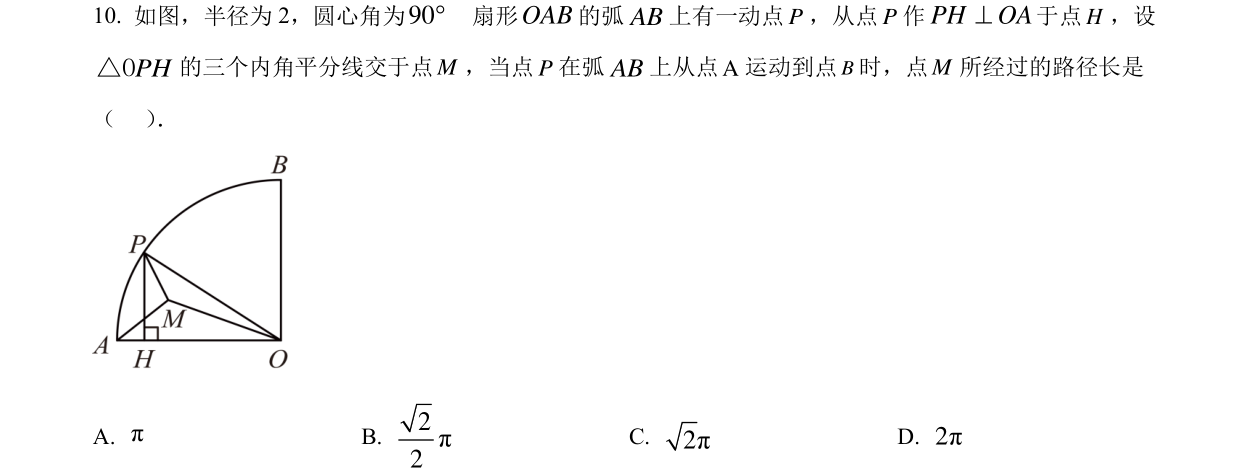 10. 如图，半径为 2，圆心角为90° 扇形 OAB 的弧 AB 上有一动点 P ，从点 P 作 PH ⊥ OA 于点 H ，设
△OPH 的三个内角平分线交于点 M ，当点 P 在弧 AB 上从点 A 运动到点 B 时，点 M 所经过的路径长是
（ ）.
B
P
M
A
H
O
A. π B. √2/2 π C. √2π D. 2π